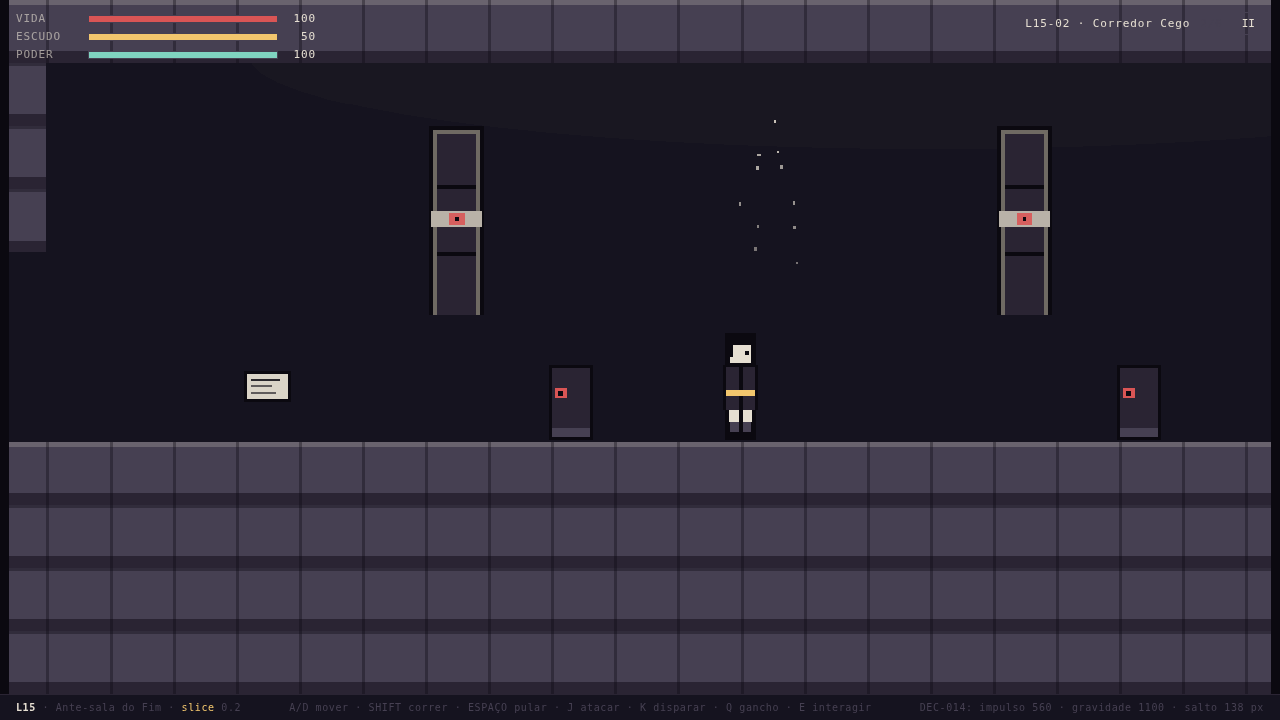 VIDA 100
ESCUDO 50
PODER 100
L15-02 · Corredor Cego II
L15 · Ante-sala do Fim · slice 0.2 A/D mover · SHIFT correr · ESPAÇO pular · J atacar · K disparar · Q gancho · E interagir DEC-014: impulso 560 · gravidade 1100 · salto 138 px